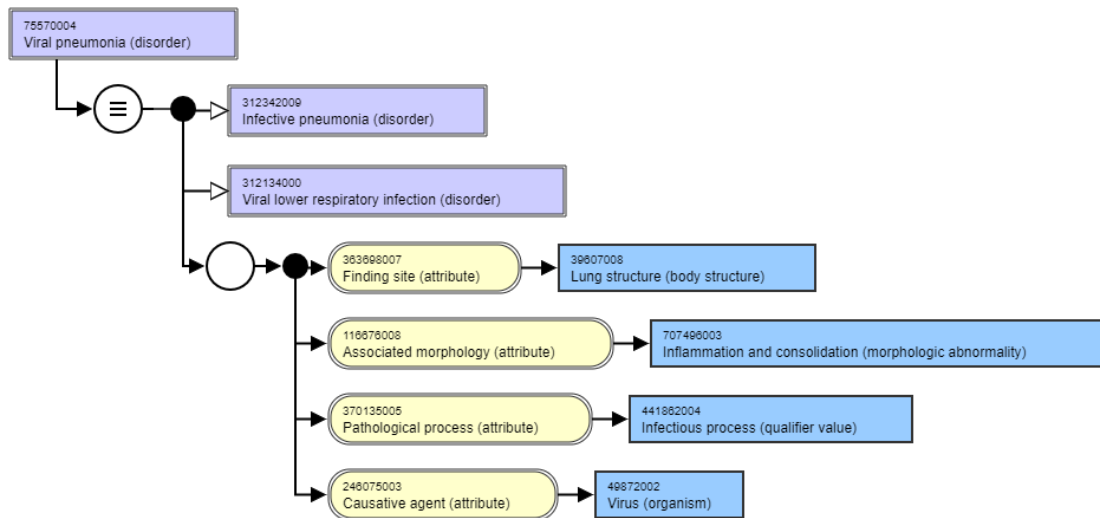 75570004
Viral pneumonia (disorder)
312342009
Infective pneumonia (disorder)
312134000
Viral lower respiratory infection (disorder)
363698007
Finding site (attribute)
39607008
Lung structure (body structure)
116676008
Associated morphology (attribute)
707496003
Inflammation and consolidation (morphologic abnormality)
370135005
Pathological process (attribute)
441862004
Infectious process (qualifier value)
246075003
Causative agent (attribute)
49872002
Virus (organism)